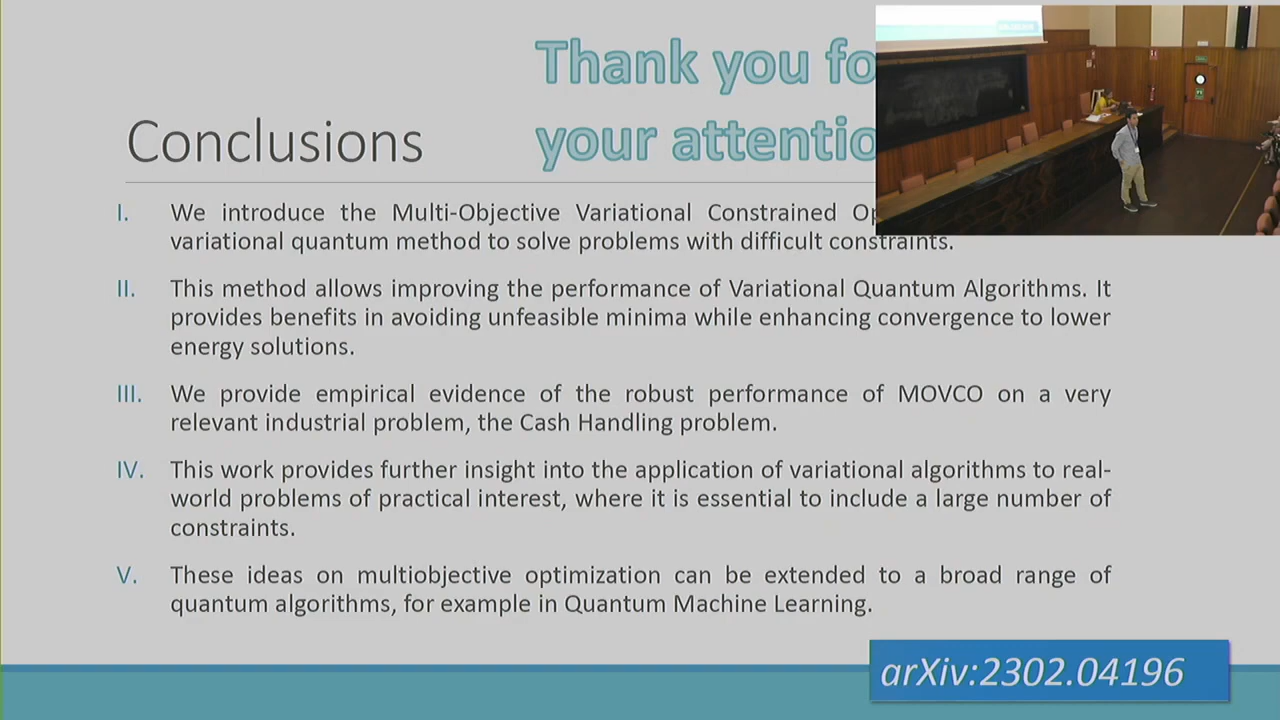 Thank you fo
your attentio
Conclusions
I. We introduce the Multi-Objective Variational Constrained Op
variational quantum method to solve problems with difficult constraints.
II. This method allows improving the performance of Variational Quantum Algorithms. It
provides benefits in avoiding unfeasible minima while enhancing convergence to lower
energy solutions.
III. We provide empirical evidence of the robust performance of MOVCO on a very
relevant industrial problem, the Cash Handling problem.
IV. This work provides further insight into the application of variational algorithms to real-
world problems of practical interest, where it is essential to include a large number of
constraints.
V. These ideas on multiobjective optimization can be extended to a broad range of
quantum algorithms, for example in Quantum Machine Learning.
arXiv:2302.04196